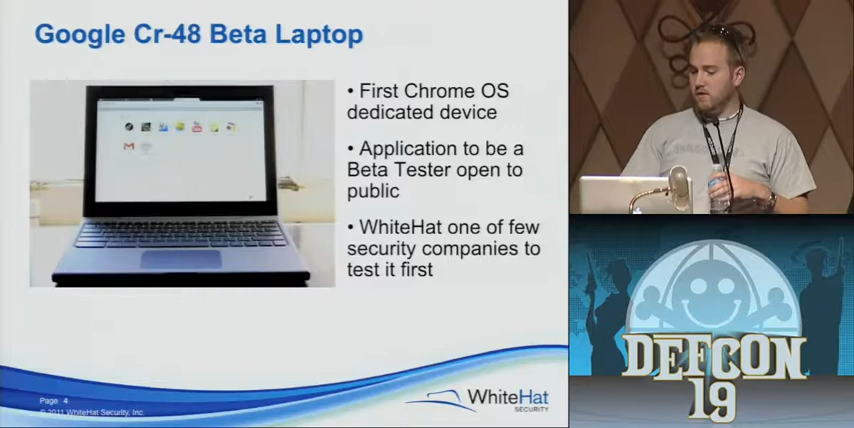 Google Cr-48 Beta Laptop
• First Chrome OS
dedicated device
• Application to be a
Beta Tester open to
public
• WhiteHat one of few
security companies to
test it first
Page 4
© 2011 WhiteHat Security, Inc.
WhiteHat
SECURITY
DEFCON
19